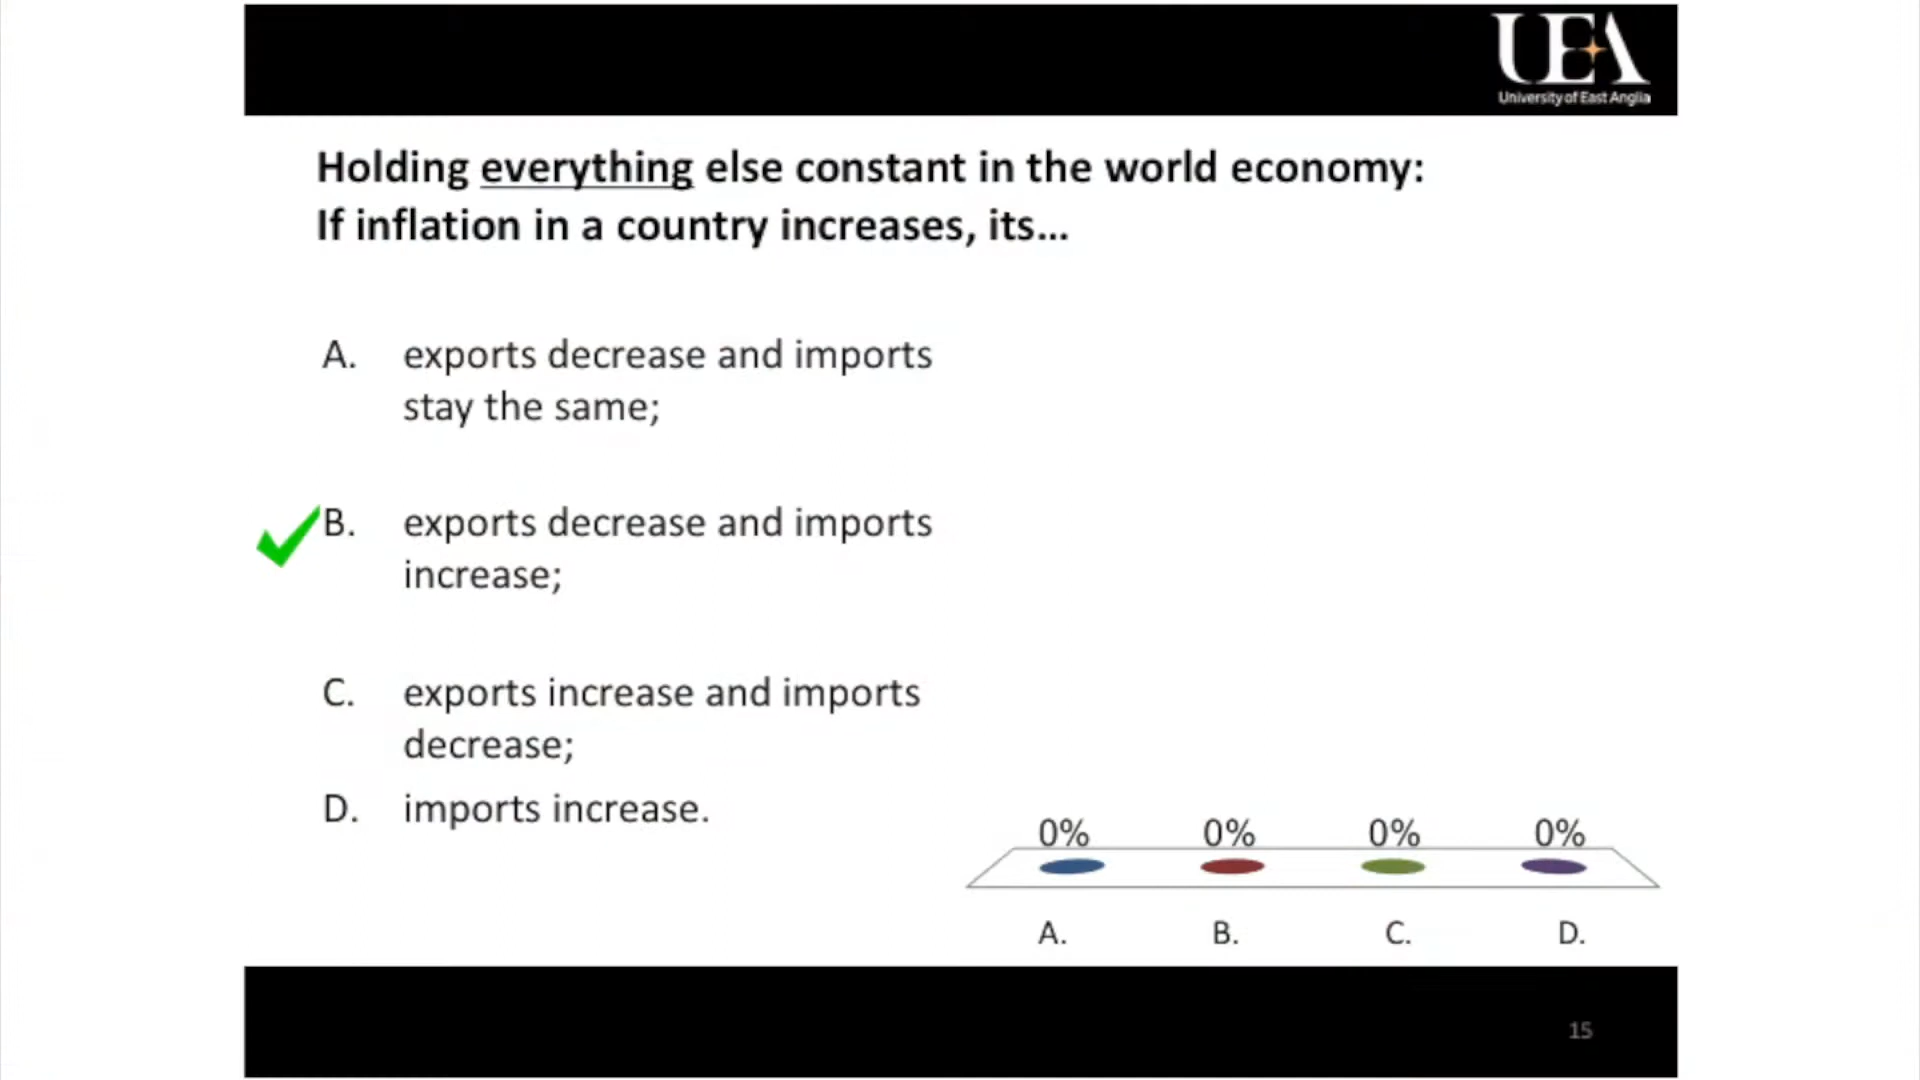 UEA
University of East Anglia
Holding everything else constant in the world economy:
If inflation in a country increases, its...
A. exports decrease and imports
stay the same;
B. exports decrease and imports
increase;
C. exports increase and imports
decrease;
D. imports increase.
0% 0% 0% 0%
A. B. C. D.
15